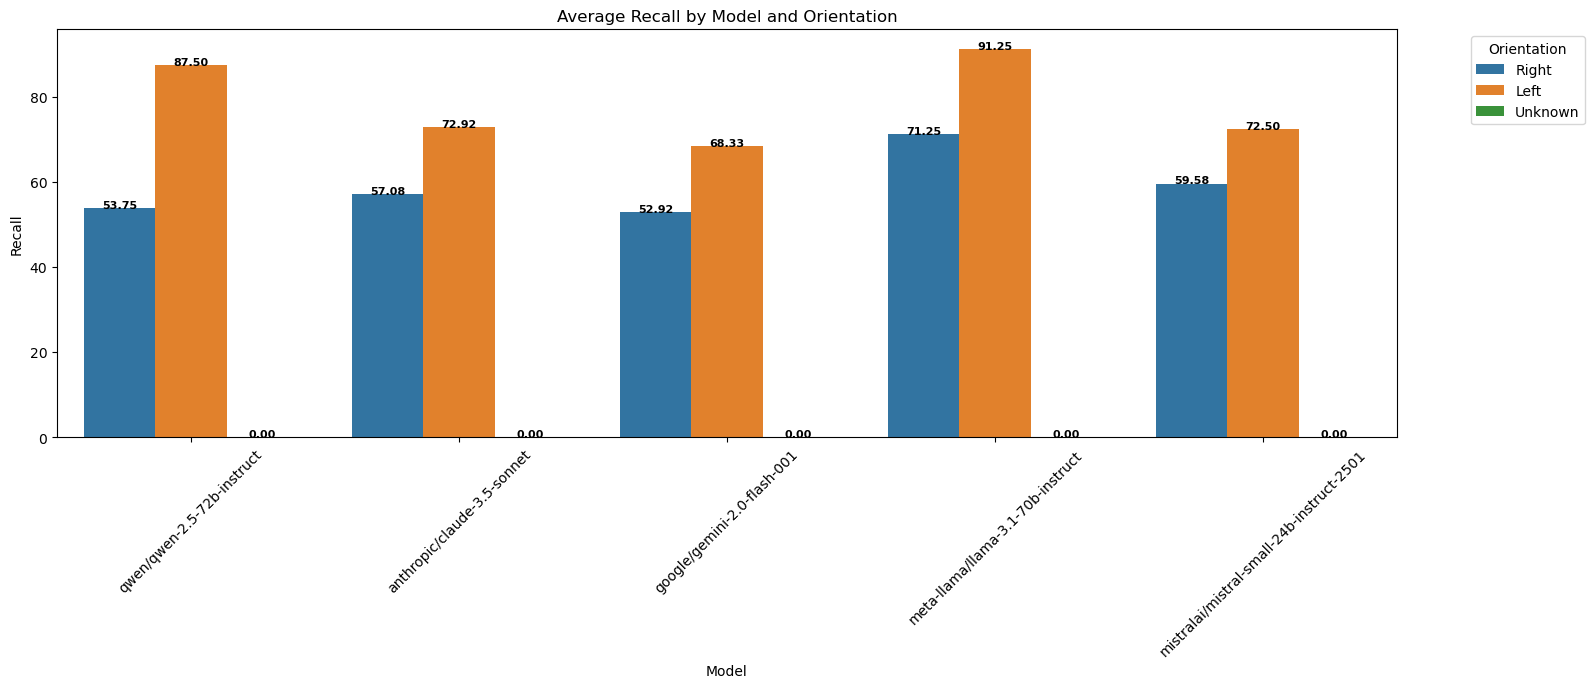 Average Recall by Model and Orientation
Orientation
Right
Left
Unknown
Recall
80
60
40
20
0
53.75
87.50
0.00
57.08
72.92
0.00
52.92
68.33
0.00
71.25
91.25
0.00
59.58
72.50
0.00
qwen/qwen-2.5-72b-instruct
anthropic/claude-3.5-sonnet
google/gemini-2.0-flash-001
meta-llama/llama-3.1-70b-instruct
mistralai/mistral-small-24b-instruct-2501
Model